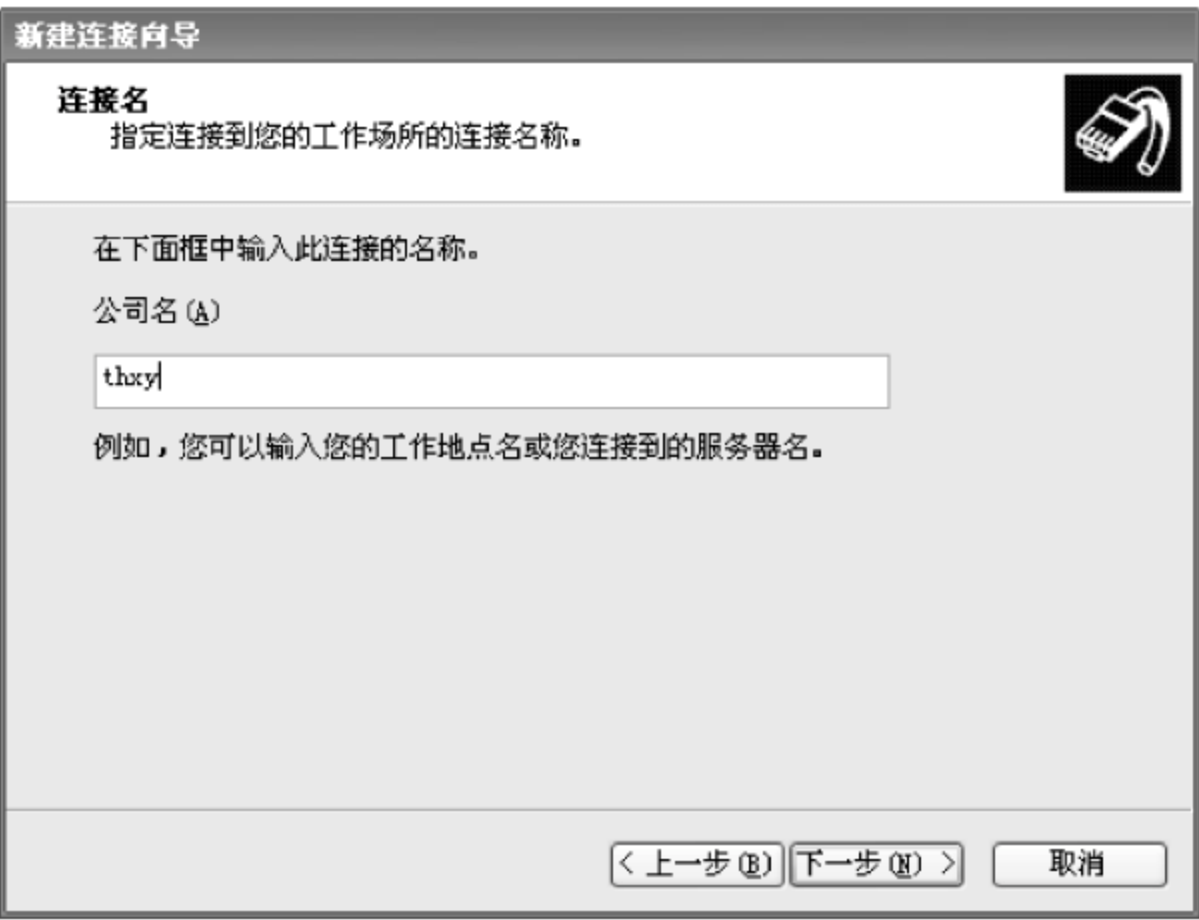 新建连接向导
连接名
指定连接到您的工作场所的连接名称。
在下面框中输入此连接的名称。
公司名(A)
thxy
例如，您可以输入您的工作地点名或您连接到的服务器名。
< 上一步(B) 下一步(N) > 取消